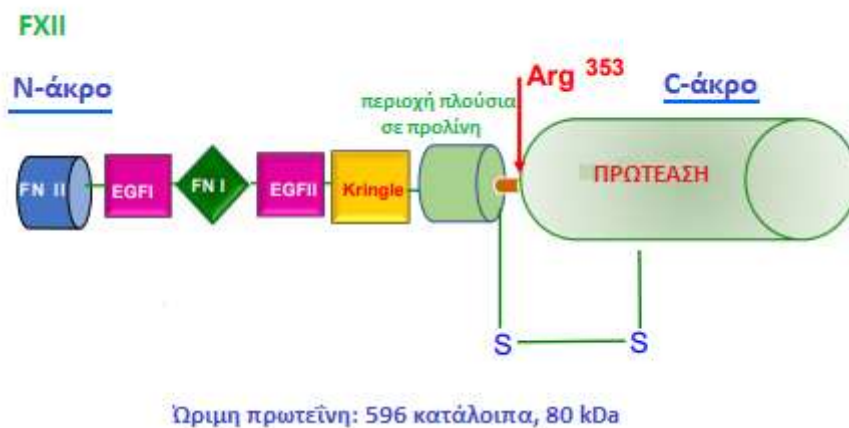 FXII
N-άκρο
Arg 353
C-άκρο
περιοχή πλούσια
σε προλίνη
FN II
EGFI
FN I
EGFII
Kringle
ΠΡΩΤΕΑΣΗ
S
S
Ώριμη πρωτεΐνη: 596 κατάλοιπα, 80 kDa